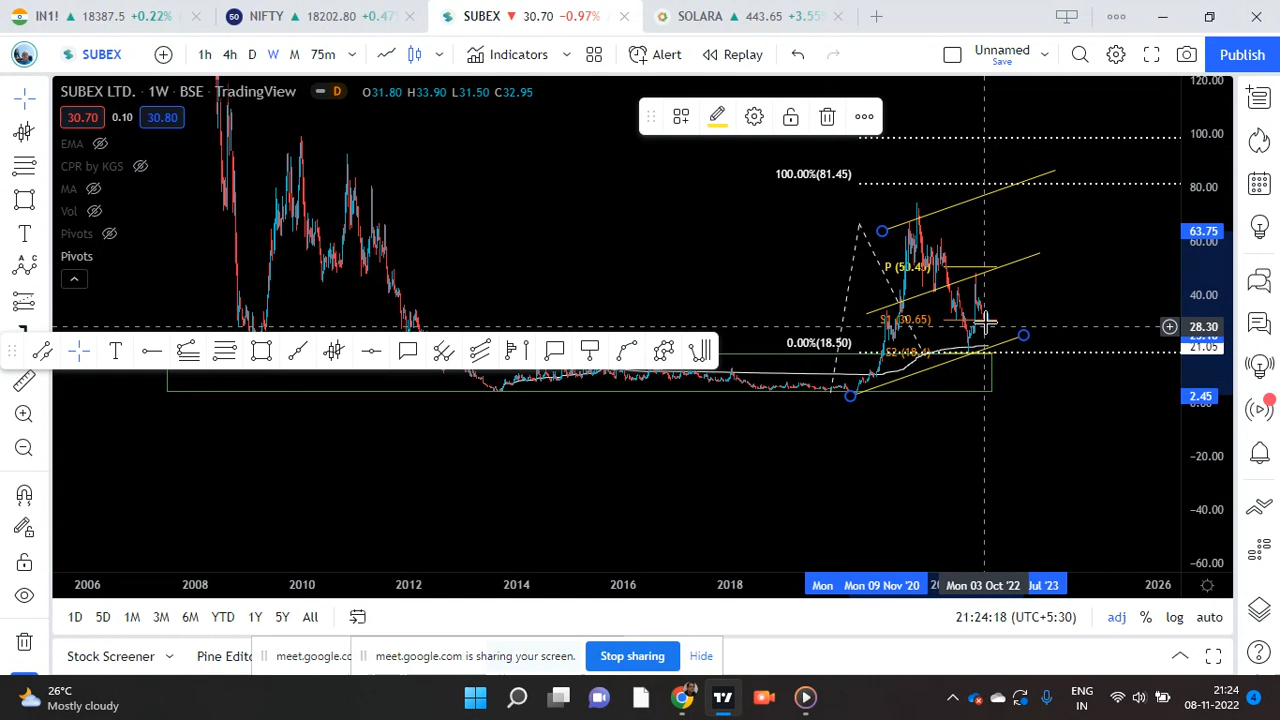 IN1! ▲ 18387.5 +0.22%
50 NIFTY ▲ 18202.80 +0.47%
SUBEX ▼ 30.70 −0.97%
SOLARA ▲ 443.65 +3.55%
SUBEX
1h 4h D W M 75m
Indicators
Alert
Replay
Unnamed
Save
Publish
SUBEX LTD. · 1W · BSE TradingView
D
O31.80 H33.90 L31.50 C32.95
30.70 0.10 30.80
EMA
CPR by KGS
MA
Vol
Pivots
Pivots
100.00%(81.45)
P (50.45)
S1 (30.65)
0.00%(18.50)
120.00
100.00
80.00
63.75
60.00
40.00
28.30
21.05
2.45
−20.00
−40.00
−60.00
2006 2008 2010 2012 2014 2016 2018
Mon
Mon 09 Nov '20
Mon 03 Oct '22
Jul '23
2026
1D 5D 1M 3M 6M YTD 1Y 5Y All
21:24:18 (UTC+5:30)
adj % log auto
Stock Screener
Pine Edito
meet.google.co
meet.google.com is sharing your screen.
Stop sharing
Hide
26°C
Mostly cloudy
ENG
IN
21:24
08-11-2022
4